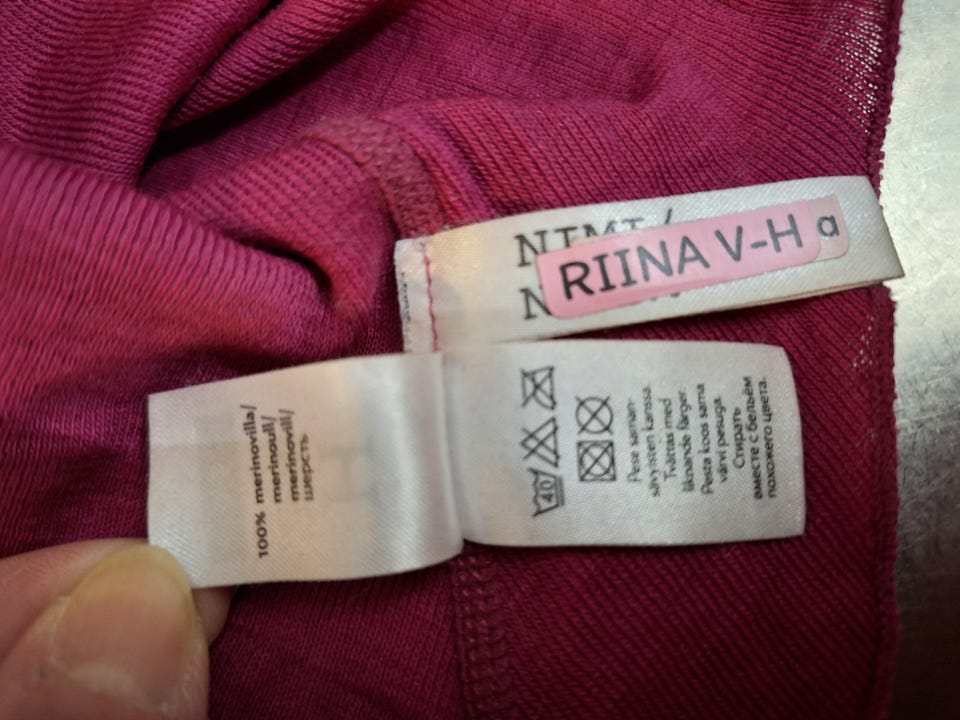 NIMI /
RIINA V-H a
100% merinovilla/
merinoull/
merinovill/
шерсть
40
Pese saman-
sävyisten kanssa.
Tvättas med
liknande färger.
Pesta koos sama
värvi pesuga.
Стирать
вместе с бельём
похожего цвета.